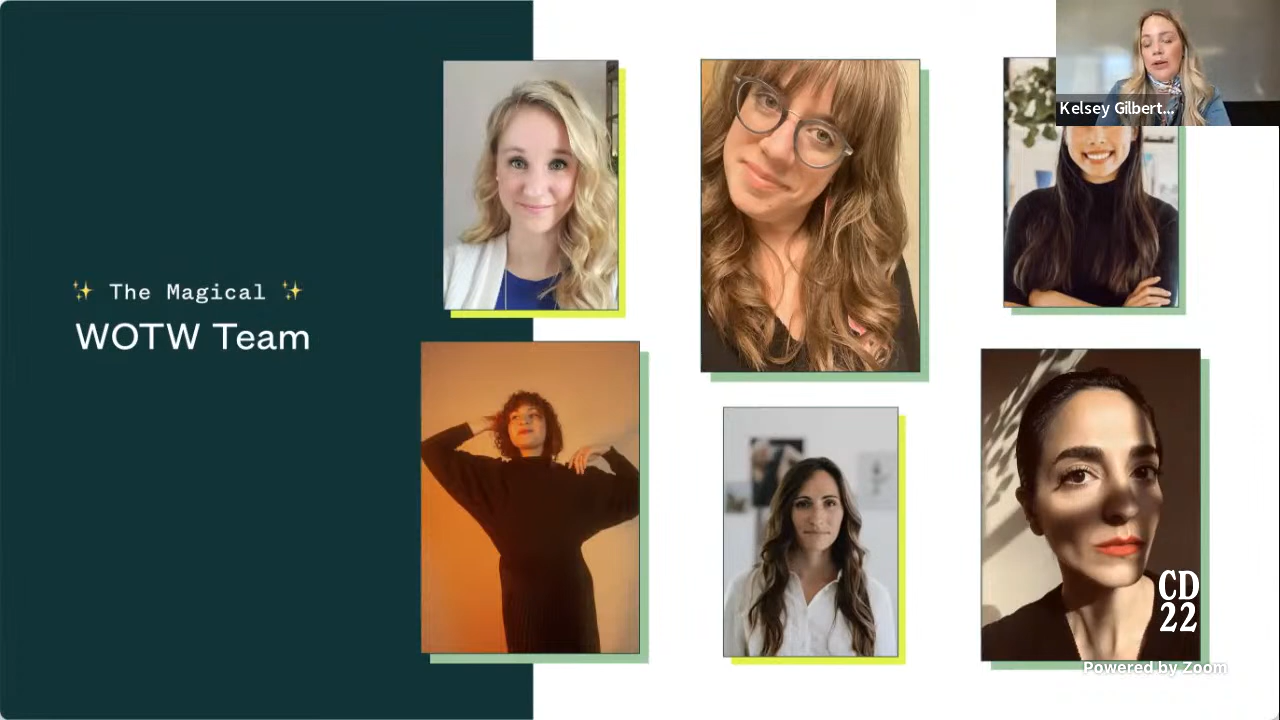 Kelsey Gilbert...
✨ The Magical ✨
WOTW Team
CD
22
Powered by Zoom